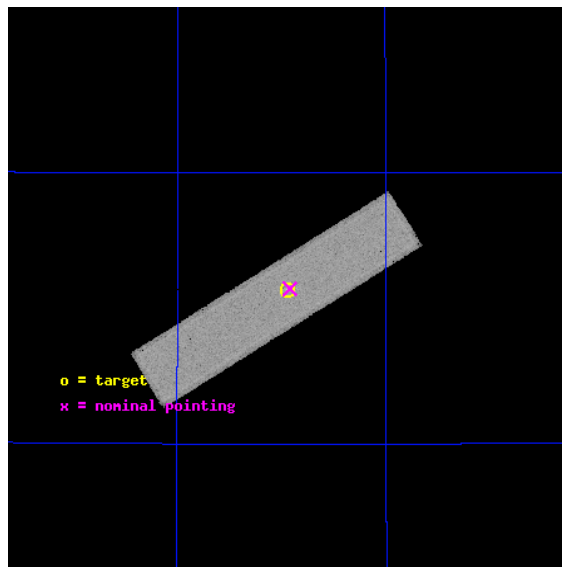 o = target
x = nominal pointing